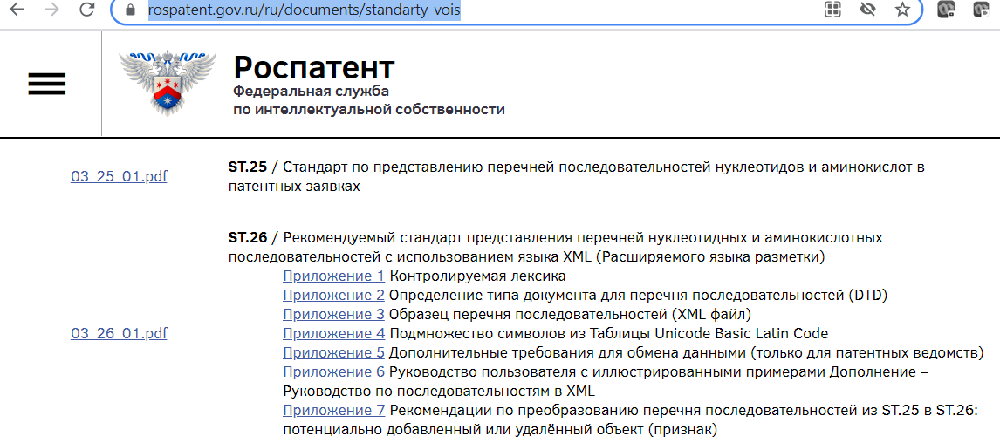 rospatent.gov.ru/ru/documents/standarty-vois
Роспатент
Федеральная служба
по интеллектуальной собственности
03_25_01.pdf
ST.25 / Стандарт по представлению перечней последовательностей нуклеотидов и аминокислот в
патентных заявках
ST.26 / Рекомендуемый стандарт представления перечней нуклеотидных и аминокислотных
последовательностей с использованием языка XML (Расширяемого языка разметки)
Приложение 1 Контролируемая лексика
Приложение 2 Определение типа документа для перечня последовательностей (DTD)
Приложение 3 Образец перечня последовательностей (XML файл)
03_26_01.pdf
Приложение 4 Подмножество символов из Таблицы Unicode Basic Latin Code
Приложение 5 Дополнительные требования для обмена данными (только для патентных ведомств)
Приложение 6 Руководство пользователя с иллюстрированными примерами Дополнение –
Руководство по последовательностям в XML
Приложение 7 Рекомендации по преобразованию перечня последовательностей из ST.25 в ST.26:
потенциально добавленный или удалённый объект (признак)